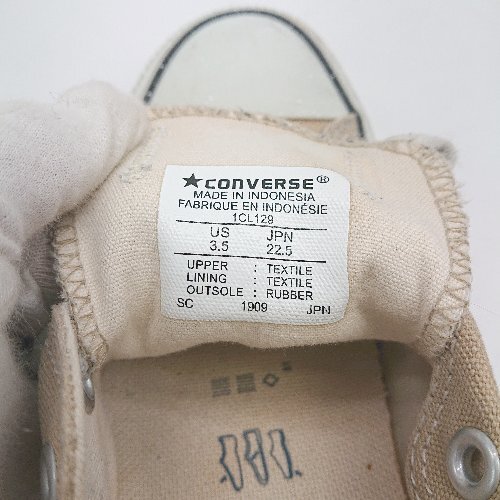 ★CONVERSE®
MADE IN INDONESIA
FABRIQUE EN INDONÉSIE
1CL129
US JPN
3.5 22.5
UPPER : TEXTILE
LINING : TEXTILE
OUTSOLE : RUBBER
SC 1909 JPN